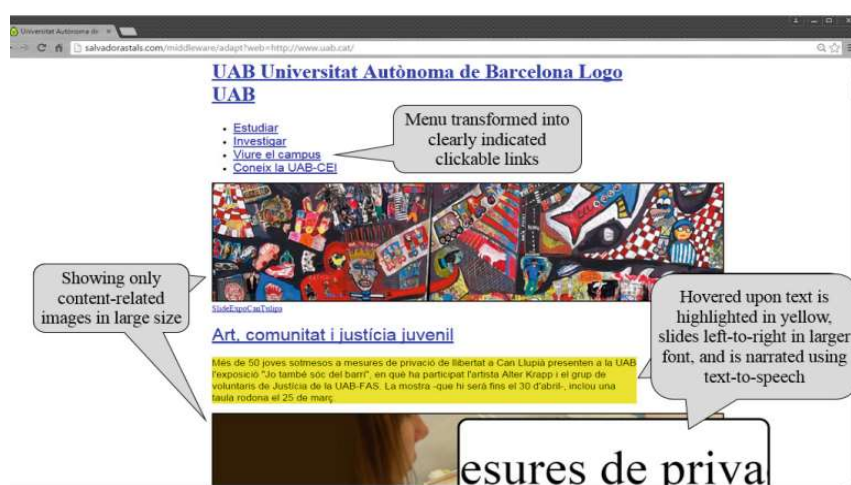 Universitat Autònoma de
salvadorastals.com/middleware/adapt?web=http://www.uab.cat/
UAB Universitat Autònoma de Barcelona Logo
UAB
Estudiar
Investigar
Viure el campus
Coneix la UAB-CEI
Menu transformed into
clearly indicated
clickable links
Showing only
content-related
images in large size
SlideExpoCanTulipa
Art, comunitat i justícia juvenil
Més de 50 joves sotmesos a mesures de privació de llibertat a Can Llupià presenten a la UAB
l'exposició "Jo també sóc del barri", en què ha participat l'artista Alter Krapp i el grup de
voluntaris de Justícia de la UAB-FAS. La mostra -que hi serà fins el 30 d'abril-, inclou una
taula rodona el 25 de març.
Hovered upon text is
highlighted in yellow,
slides left-to-right in larger
font, and is narrated using
text-to-speech
esures de priva